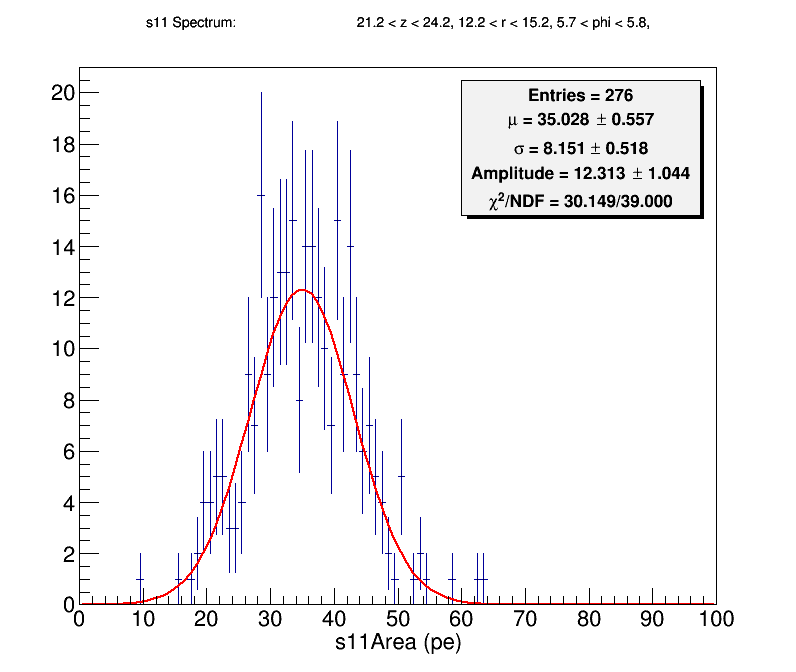 s11 Spectrum: 21.2 < z < 24.2, 12.2 < r < 15.2, 5.7 < phi < 5.8,
Entries = 276
μ = 35.028 ± 0.557
σ = 8.151 ± 0.518
Amplitude = 12.313 ± 1.044
χ²/NDF = 30.149/39.000
20
18
16
14
12
10
8
6
4
2
0
0 10 20 30 40 50 60 70 80 90 100
s11Area (pe)